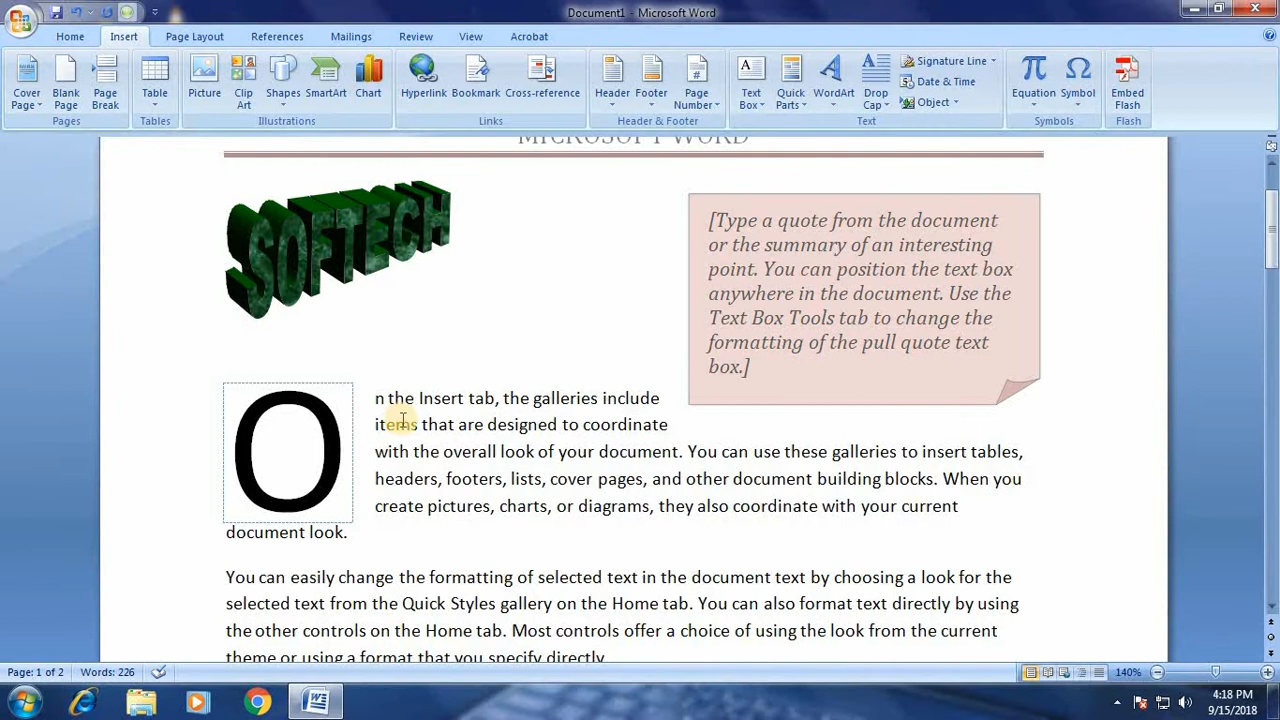 Document1 - Microsoft Word
Home Insert Page Layout References Mailings Review View Acrobat
Cover Page Blank Page Page Break Table Picture Clip Art Shapes SmartArt Chart Hyperlink Bookmark Cross-reference Header Footer Page Number Text Box Quick Parts WordArt Drop Cap Signature Line Equation Symbol Embed Flash
Date & Time
Object
Pages Tables Illustrations Links Header & Footer Text Symbols Flash
MICROSOFT WORD
SOFTECH
[Type a quote from the document
or the summary of an interesting
point. You can position the text box
anywhere in the document. Use the
Text Box Tools tab to change the
formatting of the pull quote text
box.]
On the Insert tab, the galleries include
items that are designed to coordinate
with the overall look of your document. You can use these galleries to insert tables,
headers, footers, lists, cover pages, and other document building blocks. When you
create pictures, charts, or diagrams, they also coordinate with your current
document look.
You can easily change the formatting of selected text in the document text by choosing a look for the
selected text from the Quick Styles gallery on the Home tab. You can also format text directly by using
the other controls on the Home tab. Most controls offer a choice of using the look from the current
theme or using a format that you specify directly.
Page: 1 of 2 Words: 226 140%
4:18 PM
9/15/2018